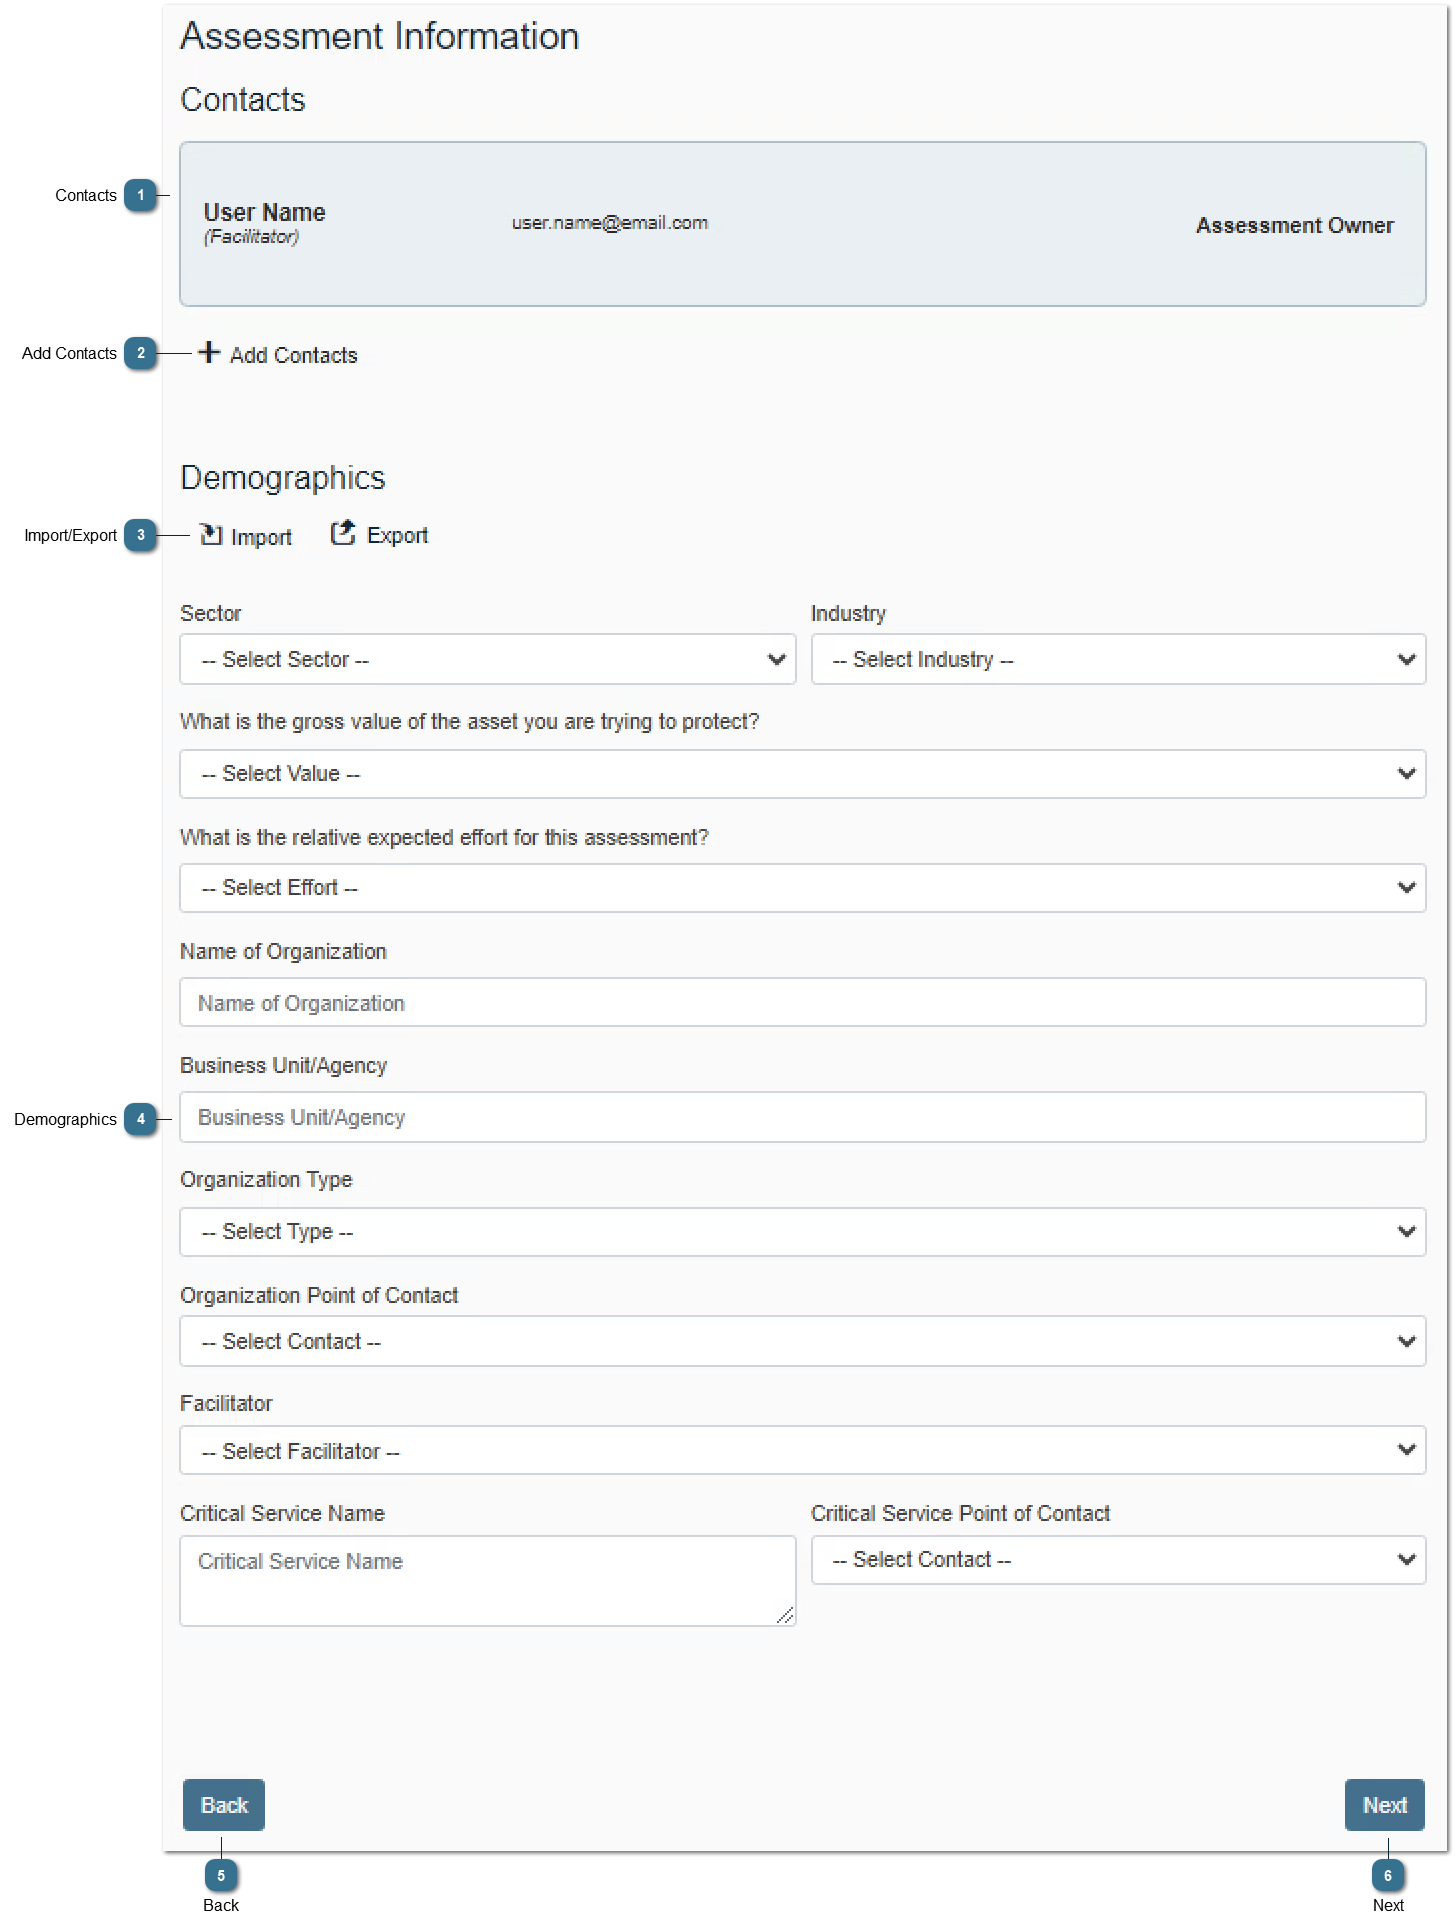 Assessment Information
Contacts
Contacts 1
User Name
(Facilitator)
user.name@email.com
Assessment Owner
Add Contacts 2
Add Contacts
Demographics
Import/Export 3
Import Export
Sector Industry
-- Select Sector -- -- Select Industry --
What is the gross value of the asset you are trying to protect?
-- Select Value --
What is the relative expected effort for this assessment?
-- Select Effort --
Name of Organization
Name of Organization
Business Unit/Agency
Demographics 4
Business Unit/Agency
Organization Type
-- Select Type --
Organization Point of Contact
-- Select Contact --
Facilitator
-- Select Facilitator --
Critical Service Name Critical Service Point of Contact
Critical Service Name -- Select Contact --
Back Next
5 6
Back Next